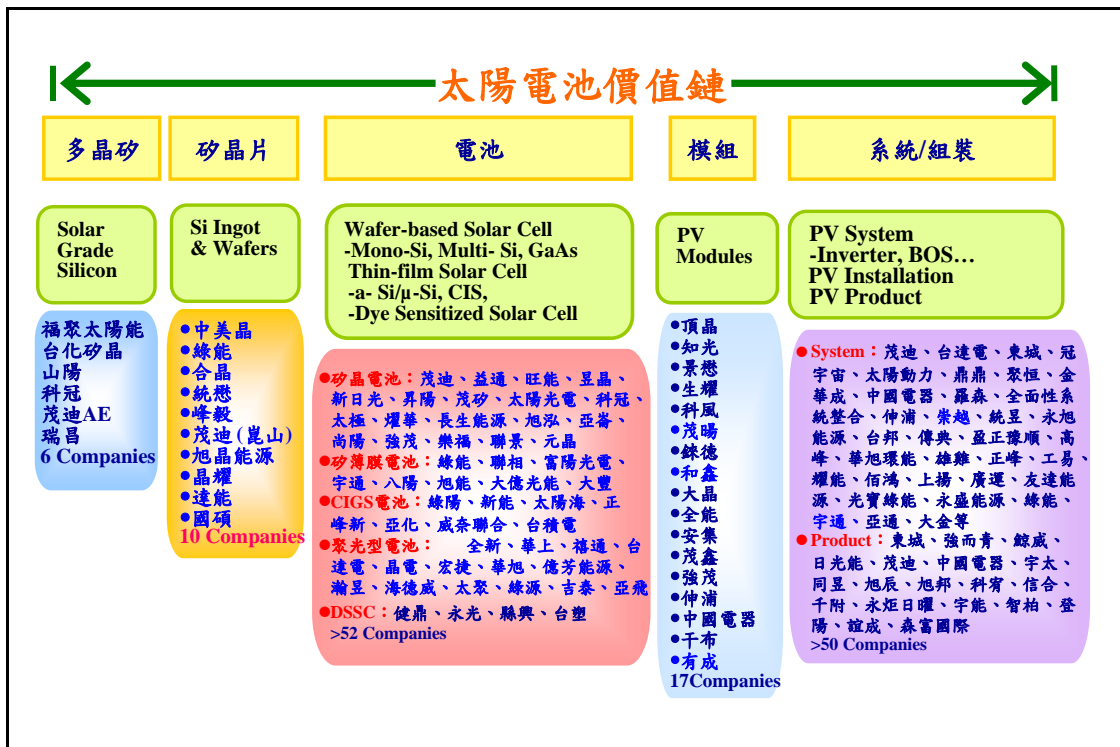 太陽電池價值鏈
多晶矽
矽晶片
電池
模組
系統/組裝
Solar
Grade
Silicon
Si Ingot
& Wafers
Wafer-based Solar Cell
-Mono-Si, Multi- Si, GaAs
Thin-film Solar Cell
-a- Si/µ-Si, CIS,
-Dye Sensitized Solar Cell
PV
Modules
PV System
-Inverter, BOS…
PV Installation
PV Product
福聚太陽能
台化矽晶
山陽
科冠
茂迪AE
瑞昌
6 Companies
●中美晶
●綠能
●合晶
●統懋
●峰毅
●茂迪(崑山)
●旭晶能源
●晶耀
●達能
●國碩
10 Companies
●矽晶電池：茂迪、益通、旺能、昱晶、
新日光、昇陽、茂矽、太陽光電、科冠、
太極、燿華、長生能源、旭泓、亞崙、
尚陽、強茂、樂福、聯景、元晶
●矽薄膜電池：綠能、聯相、富陽光電、
宇通、八陽、旭能、大億光能、大豐
●CIGS電池：綠陽、新能、太陽海、正
峰新、亞化、威奈聯合、台積電
●聚光型電池： 全新、華上、禧通、台
達電、晶電、宏捷、華旭、億芳能源、
瀚昱、海德威、太聚、綠源、吉泰、亞飛
●DSSC：健鼎、永光、縣興、台塑
>52 Companies
●頂晶
●知光
●景懋
●生耀
●科風
●茂暘
●錸德
●和鑫
●大晶
●全能
●安集
●茂鑫
●強茂
●伸浦
●中國電器
●干布
●有成
17Companies
●System：茂迪、台達電、東城、冠
宇宙、太陽動力、鼎鼎、聚恒、金
華成、中國電器、羅森、全面性系
統整合、伸浦、崇越、統昱、永旭
能源、台邦、傳典、盈正豫順、高
峰、華旭環能、雄雞、正峰、工易、
耀能、佰鴻、上揚、廣運、友達能
源、光寶綠能、永盛能源、綠能、
宇通、亞通、大金等
●Product：東城、強而青、鯨威、
日光能、茂迪、中國電器、宇太、
同昱、旭辰、旭邦、科宥、信合、
千附、永炬日曜、宇能、智柏、登
陽、誼成、森富國際
>50 Companies